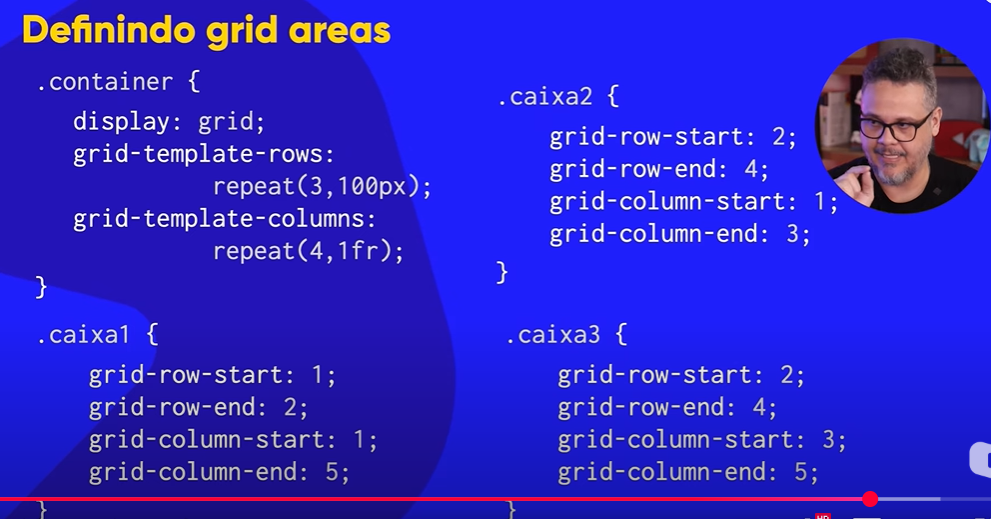 Definindo grid areas
.container {
display: grid;
grid-template-rows:
repeat(3,100px);
grid-template-columns:
repeat(4,1fr);
}
.caixa1 {
grid-row-start: 1;
grid-row-end: 2;
grid-column-start: 1;
grid-column-end: 5;
}
.caixa2 {
grid-row-start: 2;
grid-row-end: 4;
grid-column-start: 1;
grid-column-end: 3;
}
.caixa3 {
grid-row-start: 2;
grid-row-end: 4;
grid-column-start: 3;
grid-column-end: 5;
}
HD